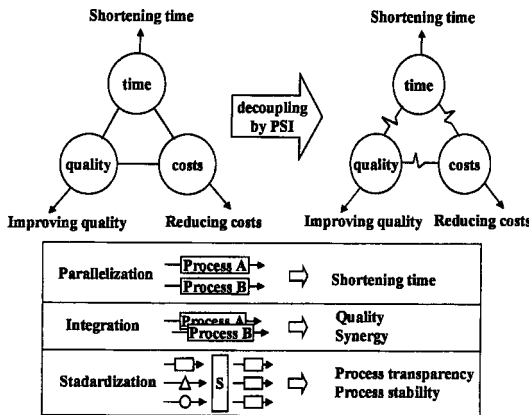 Shortening time
time
quality
costs
Improving quality
Reducing costs
decoupling
by PSI
Shortening time
time
quality
costs
Improving quality
Reducing costs
Parallelization
Process A
Process B
Shortening time
Integration
Process A
Process B
Quality
Synergy
Stadardization
S
Process transparency
Process stability